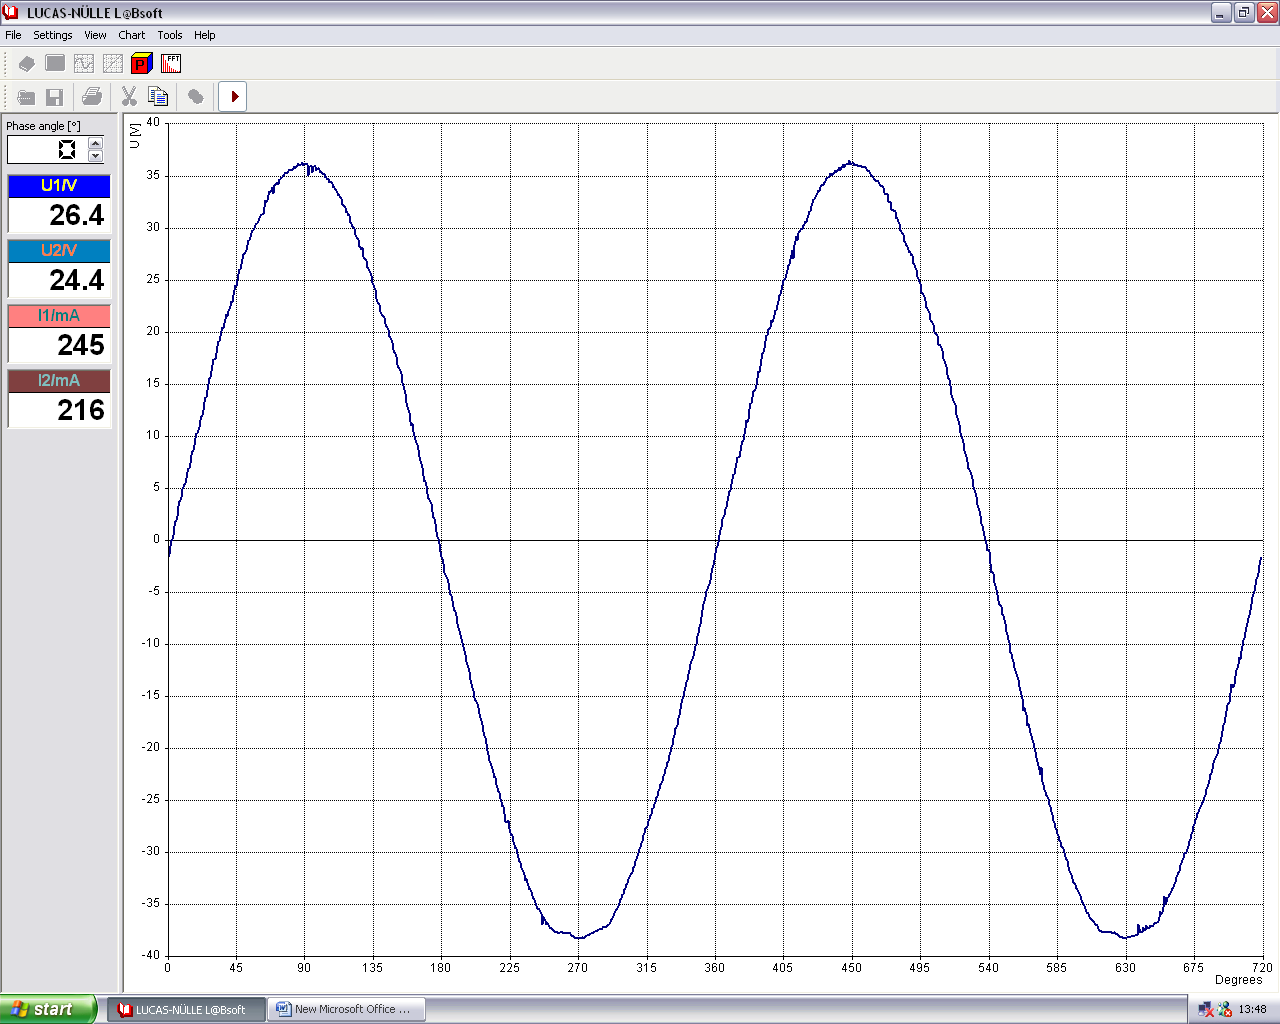 LUCAS-NÜLLE L@Bsoft
File Settings View Chart Tools Help
P FFT
Phase angle [°]
0
U1/V
26.4
U2/V
24.4
I1/mA
245
I2/mA
216
U [V]
40
35
30
25
20
15
10
5
0
-5
-10
-15
-20
-25
-30
-35
-40
0 45 90 135 180 225 270 315 360 405 450 495 540 585 630 675 720
Degrees
start LUCAS-NÜLLE L@Bsoft New Microsoft Office ... 13:48